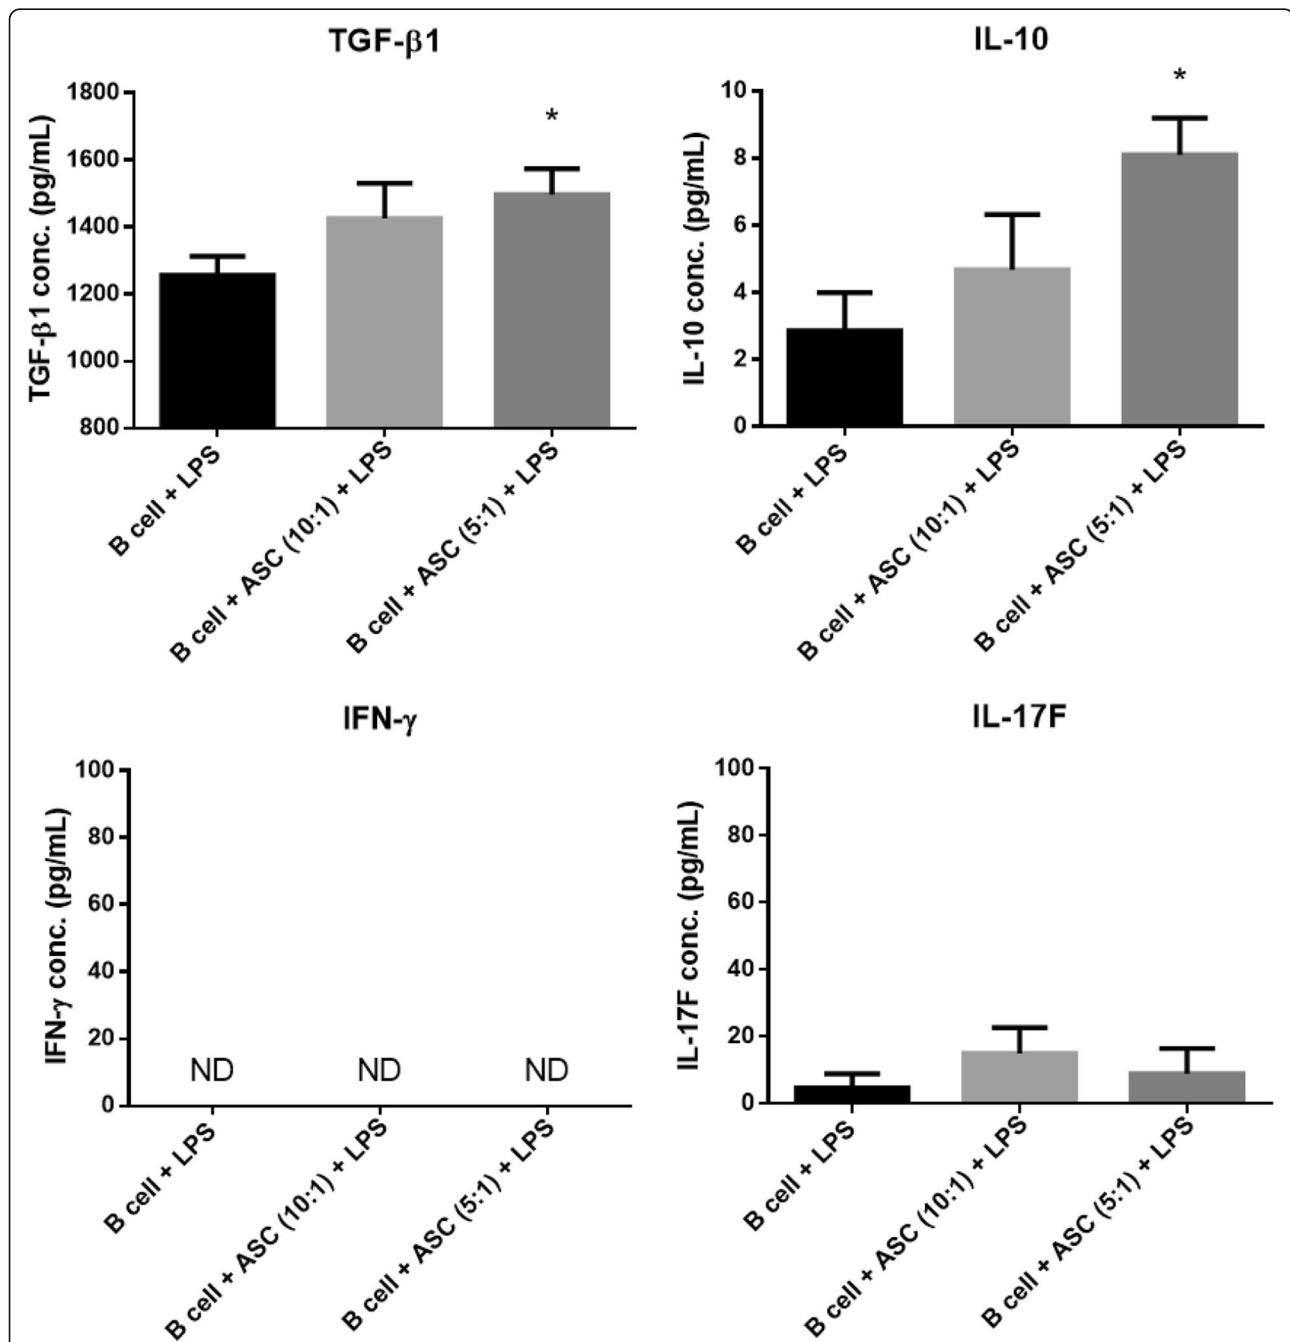 TGF-β1
TGF-β1 conc. (pg/mL)
1800
1600
1400
1200
1000
800
*
B cell + LPS
B cell + ASC (10:1) + LPS
B cell + ASC (5:1) + LPS
IL-10
IL-10 conc. (pg/mL)
10
8
6
4
2
0
*
B cell + LPS
B cell + ASC (10:1) + LPS
B cell + ASC (5:1) + LPS
IFN-γ
IFN-γ conc. (pg/mL)
100
80
60
40
20
0
ND
ND
ND
B cell + LPS
B cell + ASC (10:1) + LPS
B cell + ASC (5:1) + LPS
IL-17F
IL-17F conc. (pg/mL)
100
80
60
40
20
0
B cell + LPS
B cell + ASC (10:1) + LPS
B cell + ASC (5:1) + LPS